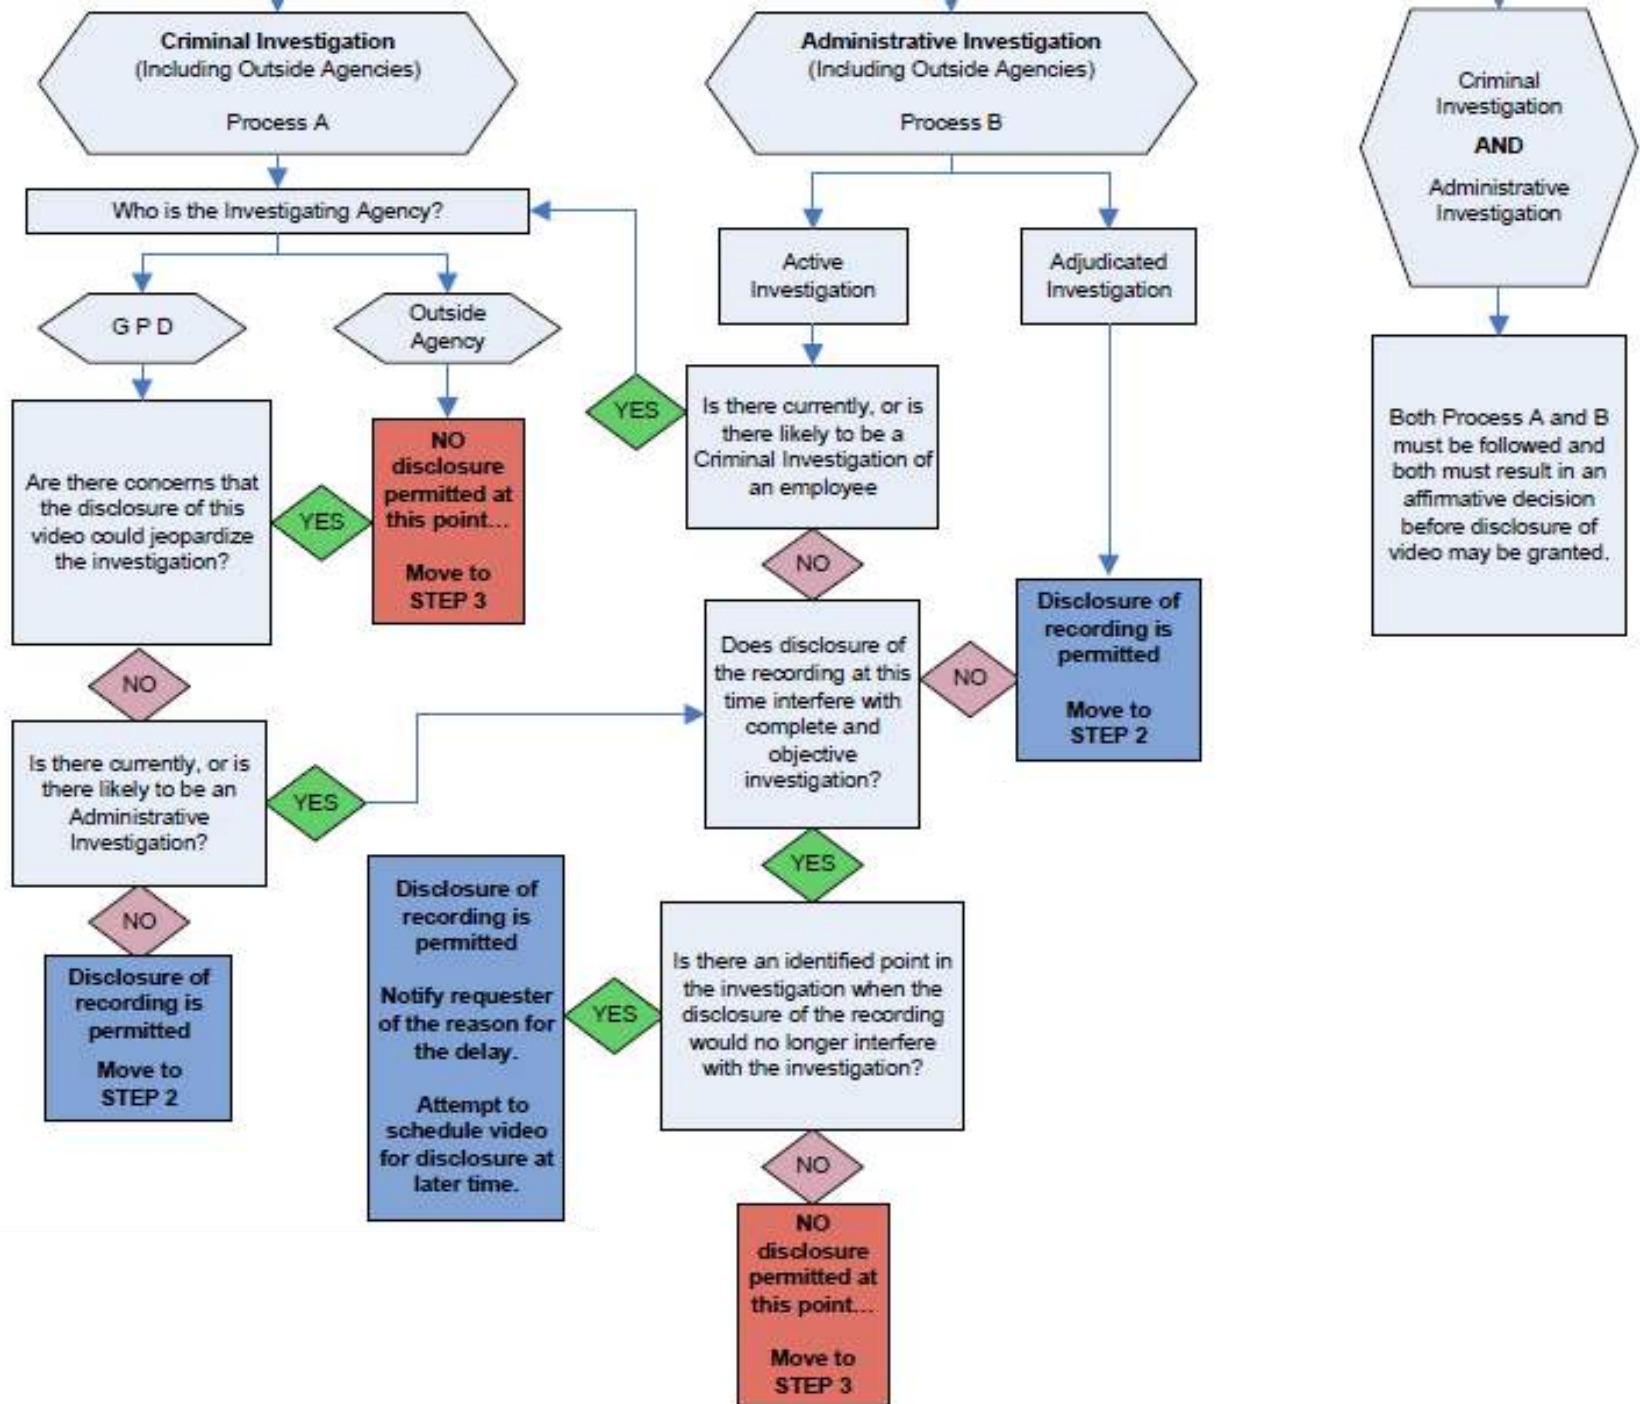 Criminal Investigation
(Including Outside Agencies)
Process A
Who is the Investigating Agency?
G P D
Outside
Agency
Are there concerns that
the disclosure of this
video could jeopardize
the investigation?
YES
NO
disclosure
permitted at
this point...
Move to
STEP 3
NO
Is there currently, or is
there likely to be an
Administrative
Investigation?
YES
NO
Disclosure of
recording is
permitted
Move to
STEP 2
Administrative Investigation
(Including Outside Agencies)
Process B
Active
Investigation
Adjudicated
Investigation
YES
Is there currently, or is
there likely to be a
Criminal Investigation of
an employee
NO
Does disclosure of
the recording at this
time interfere with
complete and
objective
investigation?
NO
Disclosure of
recording is
permitted
Move to
STEP 2
YES
Is there an identified point in
the investigation when the
disclosure of the recording
would no longer interfere
with the investigation?
YES
Disclosure of
recording is
permitted
Notify requester
of the reason for
the delay.
Attempt to
schedule video
for disclosure at
later time.
NO
NO
disclosure
permitted at
this point...
Move to
STEP 3
Criminal
Investigation
AND
Administrative
Investigation
Both Process A and B
must be followed and
both must result in an
affirmative decision
before disclosure of
video may be granted.